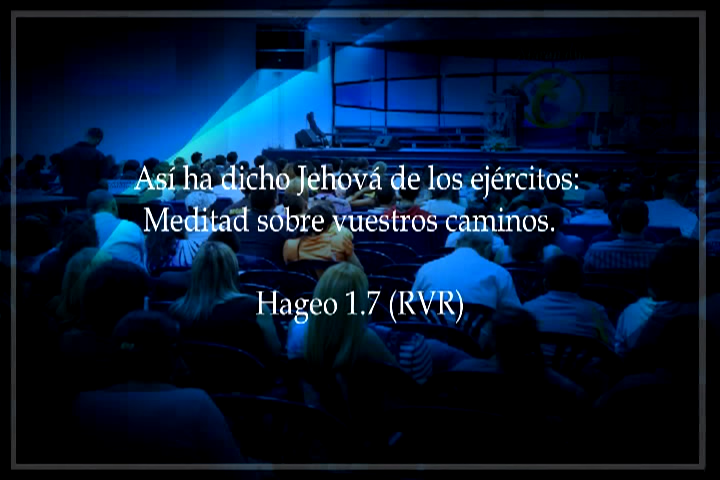 Así ha dicho Jehová de los ejércitos:
Meditad sobre vuestros caminos.
Hageo 1.7 (RVR)